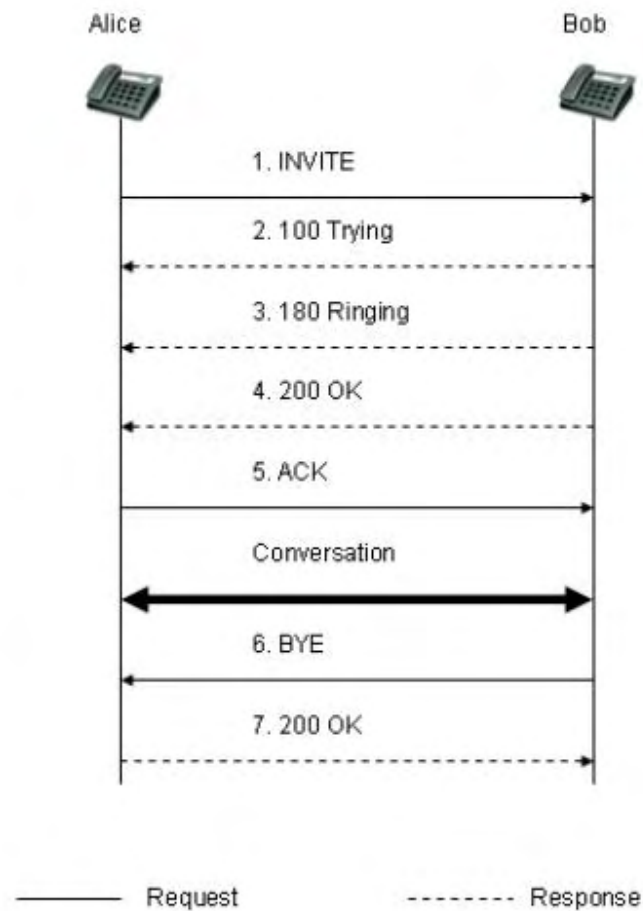 Alice Bob
1. INVITE
2. 100 Trying
3. 180 Ringing
4. 200 OK
5. ACK
Conversation
6. BYE
7. 200 OK
Request Response